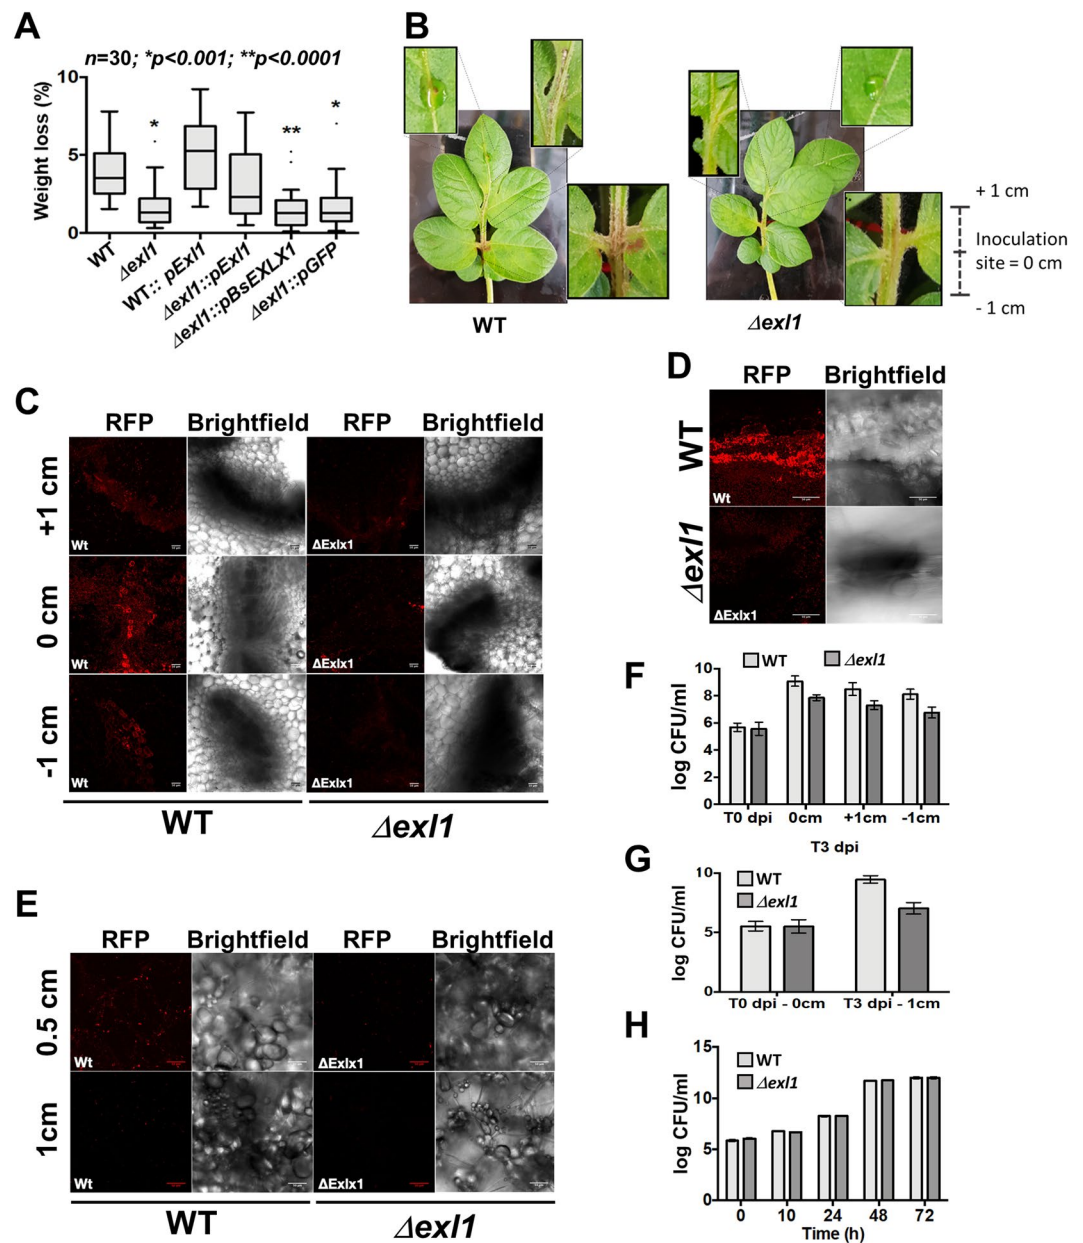 A
n=30; *p<0.001; **p<0.0001
Weight loss (%)
10
5
0
*
**
*
WT
Δexl1
WT:: pExl1
Δexl1::pExl1
Δexl1::pBsEXLX1
Δexl1::pGFP
B
WT
Δexl1
+ 1 cm
Inoculation
site = 0 cm
- 1 cm
C
RFP Brightfield RFP Brightfield
+1 cm
Wt
ΔExlx1
0 cm
Wt
ΔExlx1
-1 cm
Wt
ΔExlx1
WT
Δexl1
D
RFP Brightfield
WT
Wt
Δexl1
ΔExlx1
E
RFP Brightfield RFP Brightfield
0.5 cm
Wt
ΔExlx1
1cm
Wt
ΔExlx1
WT
Δexl1
F
WT
Δexl1
log CFU/ml
10
8
6
4
2
0
T0 dpi 0cm +1cm -1cm
T3 dpi
G
WT
Δexl1
log CFU/ml
10
5
0
T0 dpi - 0cm T3 dpi - 1cm
H
WT
Δexl1
log CFU/ml
15
10
5
0
0 10 24 48 72
Time (h)